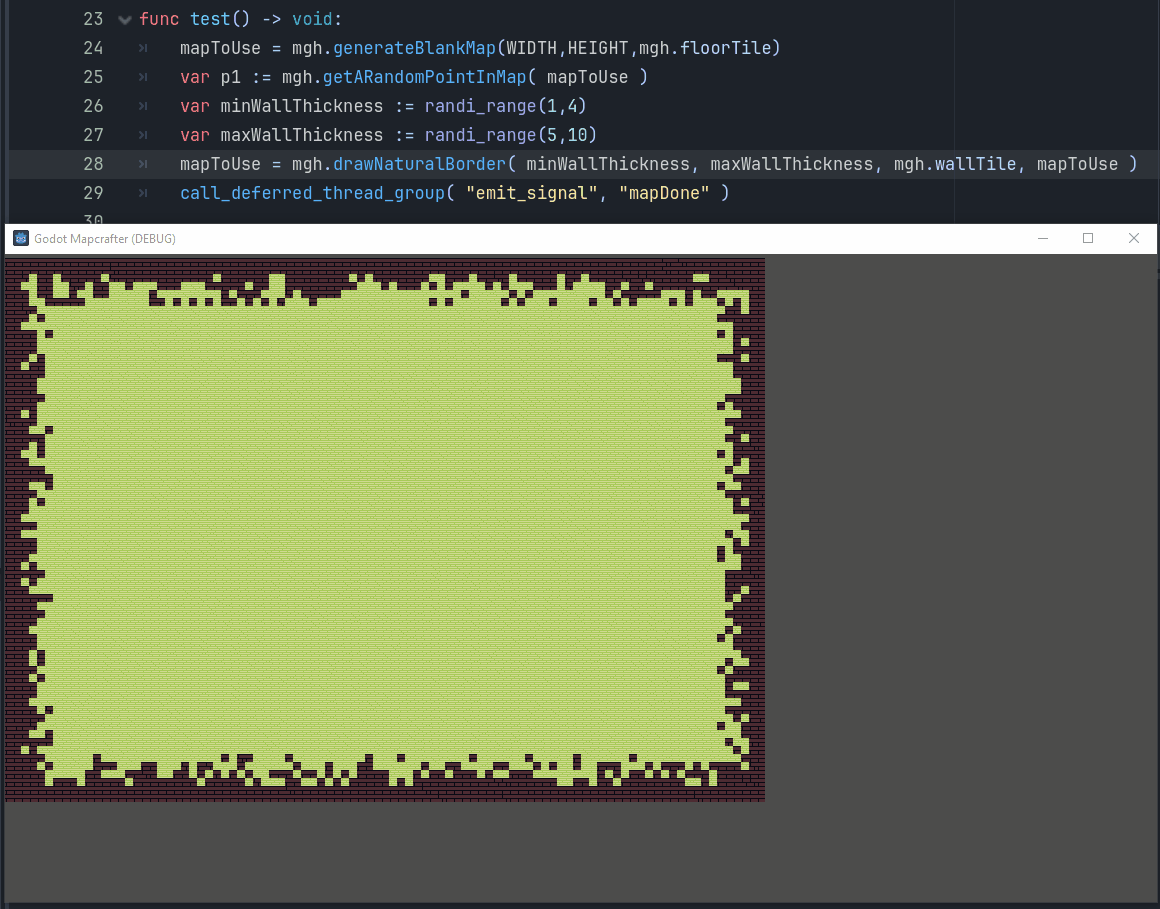 23 func test() -> void:
24 mapToUse = mgh.generateBlankMap(WIDTH,HEIGHT,mgh.floorTile)
25 var p1 := mgh.getARandomPointInMap( mapToUse )
26 var minWallThickness := randi_range(1,4)
27 var maxWallThickness := randi_range(5,10)
28 mapToUse = mgh.drawNaturalBorder( minWallThickness, maxWallThickness, mgh.wallTile, mapToUse )
29 call_deferred_thread_group( "emit_signal", "mapDone" )
30
Godot Mapcrafter (DEBUG)